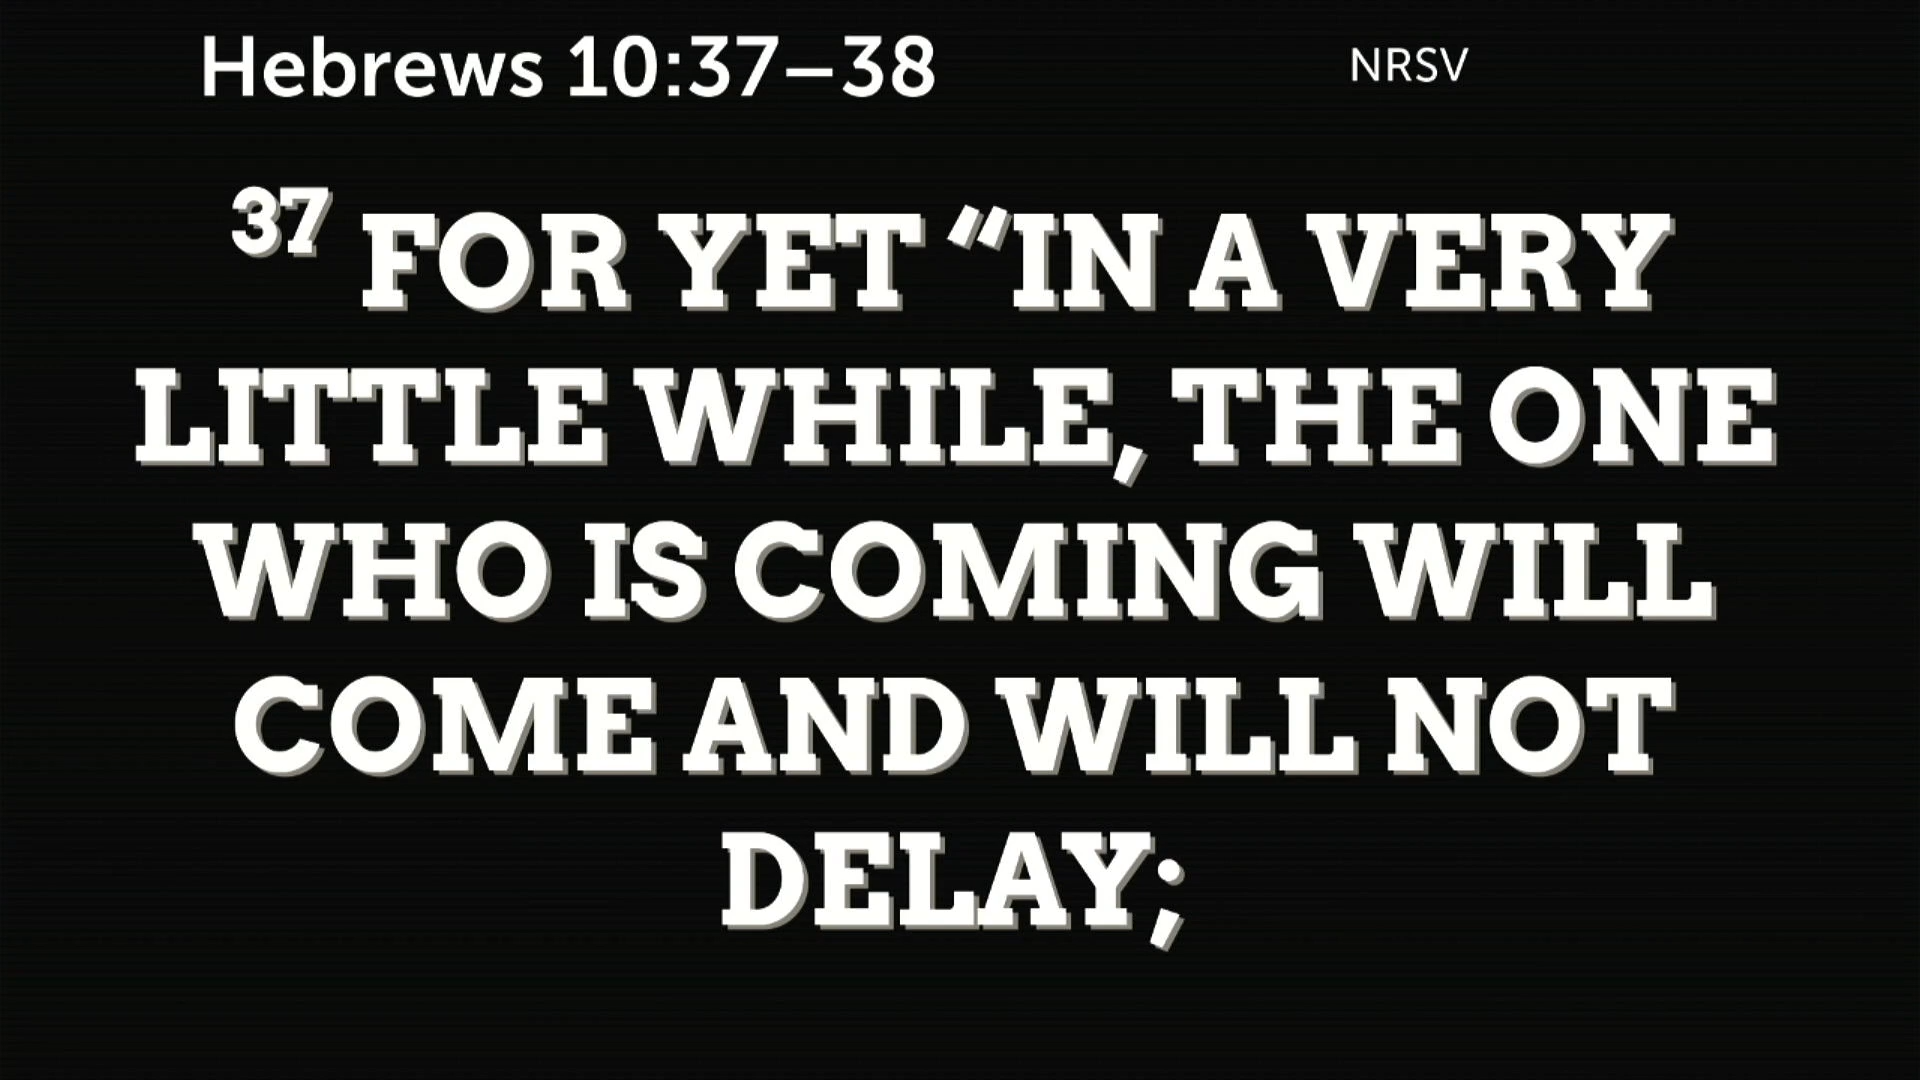 Hebrews 10:37–38 NRSV
37 FOR YET “IN A VERY
LITTLE WHILE, THE ONE
WHO IS COMING WILL
COME AND WILL NOT
DELAY;